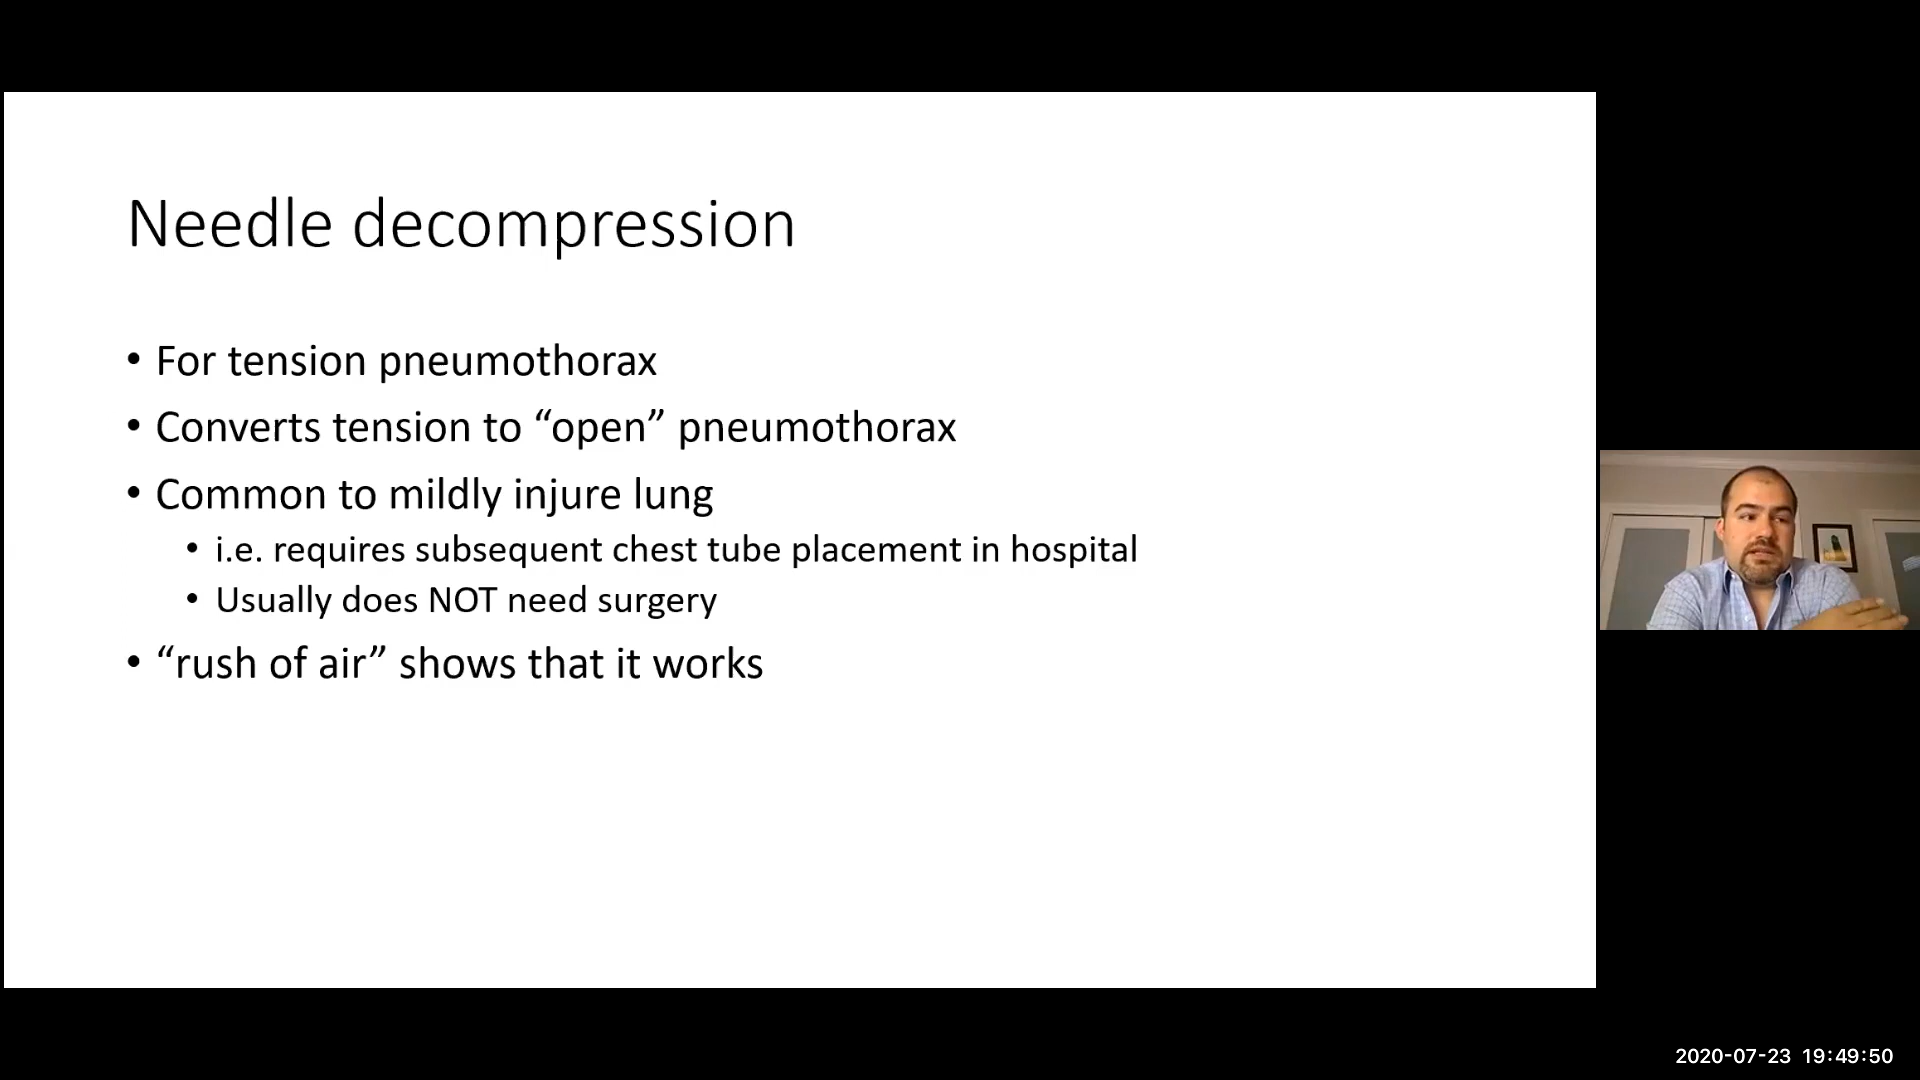 Needle decompression
• For tension pneumothorax
• Converts tension to “open” pneumothorax
• Common to mildly injure lung
• i.e. requires subsequent chest tube placement in hospital
• Usually does NOT need surgery
• “rush of air” shows that it works
2020-07-23 19:49:50